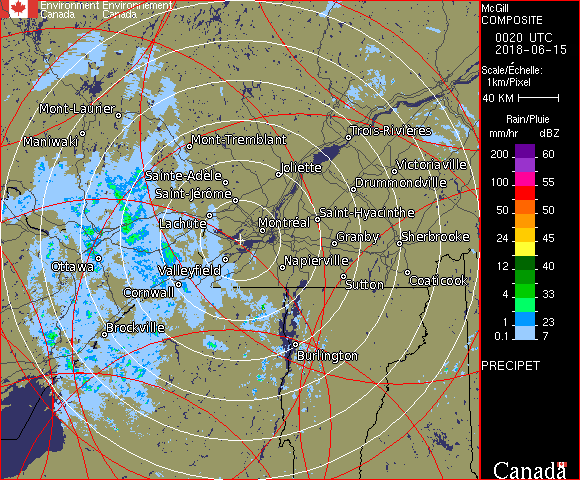 Environment Environnement
Canada Canada
McGill
COMPOSITE
0020 UTC
2018-06-15
Scale/Échelle:
1km/Pixel
40 KM
Rain/Pluie
mm/hr dBZ
200 60
150 57
100 55
50 50
24 45
12 40
4 33
1 23
0.1 7
PRECIPET
Canada
Mont-Laurier
Maniwaki
Mont-Tremblant
Trois-Rivières
Joliette
Victoriaville
Sainte-Adèle
Drummondville
Saint-Jérôme
Lachute
Saint-Hyacinthe
Montréal
Granby
Sherbrooke
Ottawa
Valleyfield
Napierville
Coaticook
Cornwall
Sutton
Brockville
Burlington